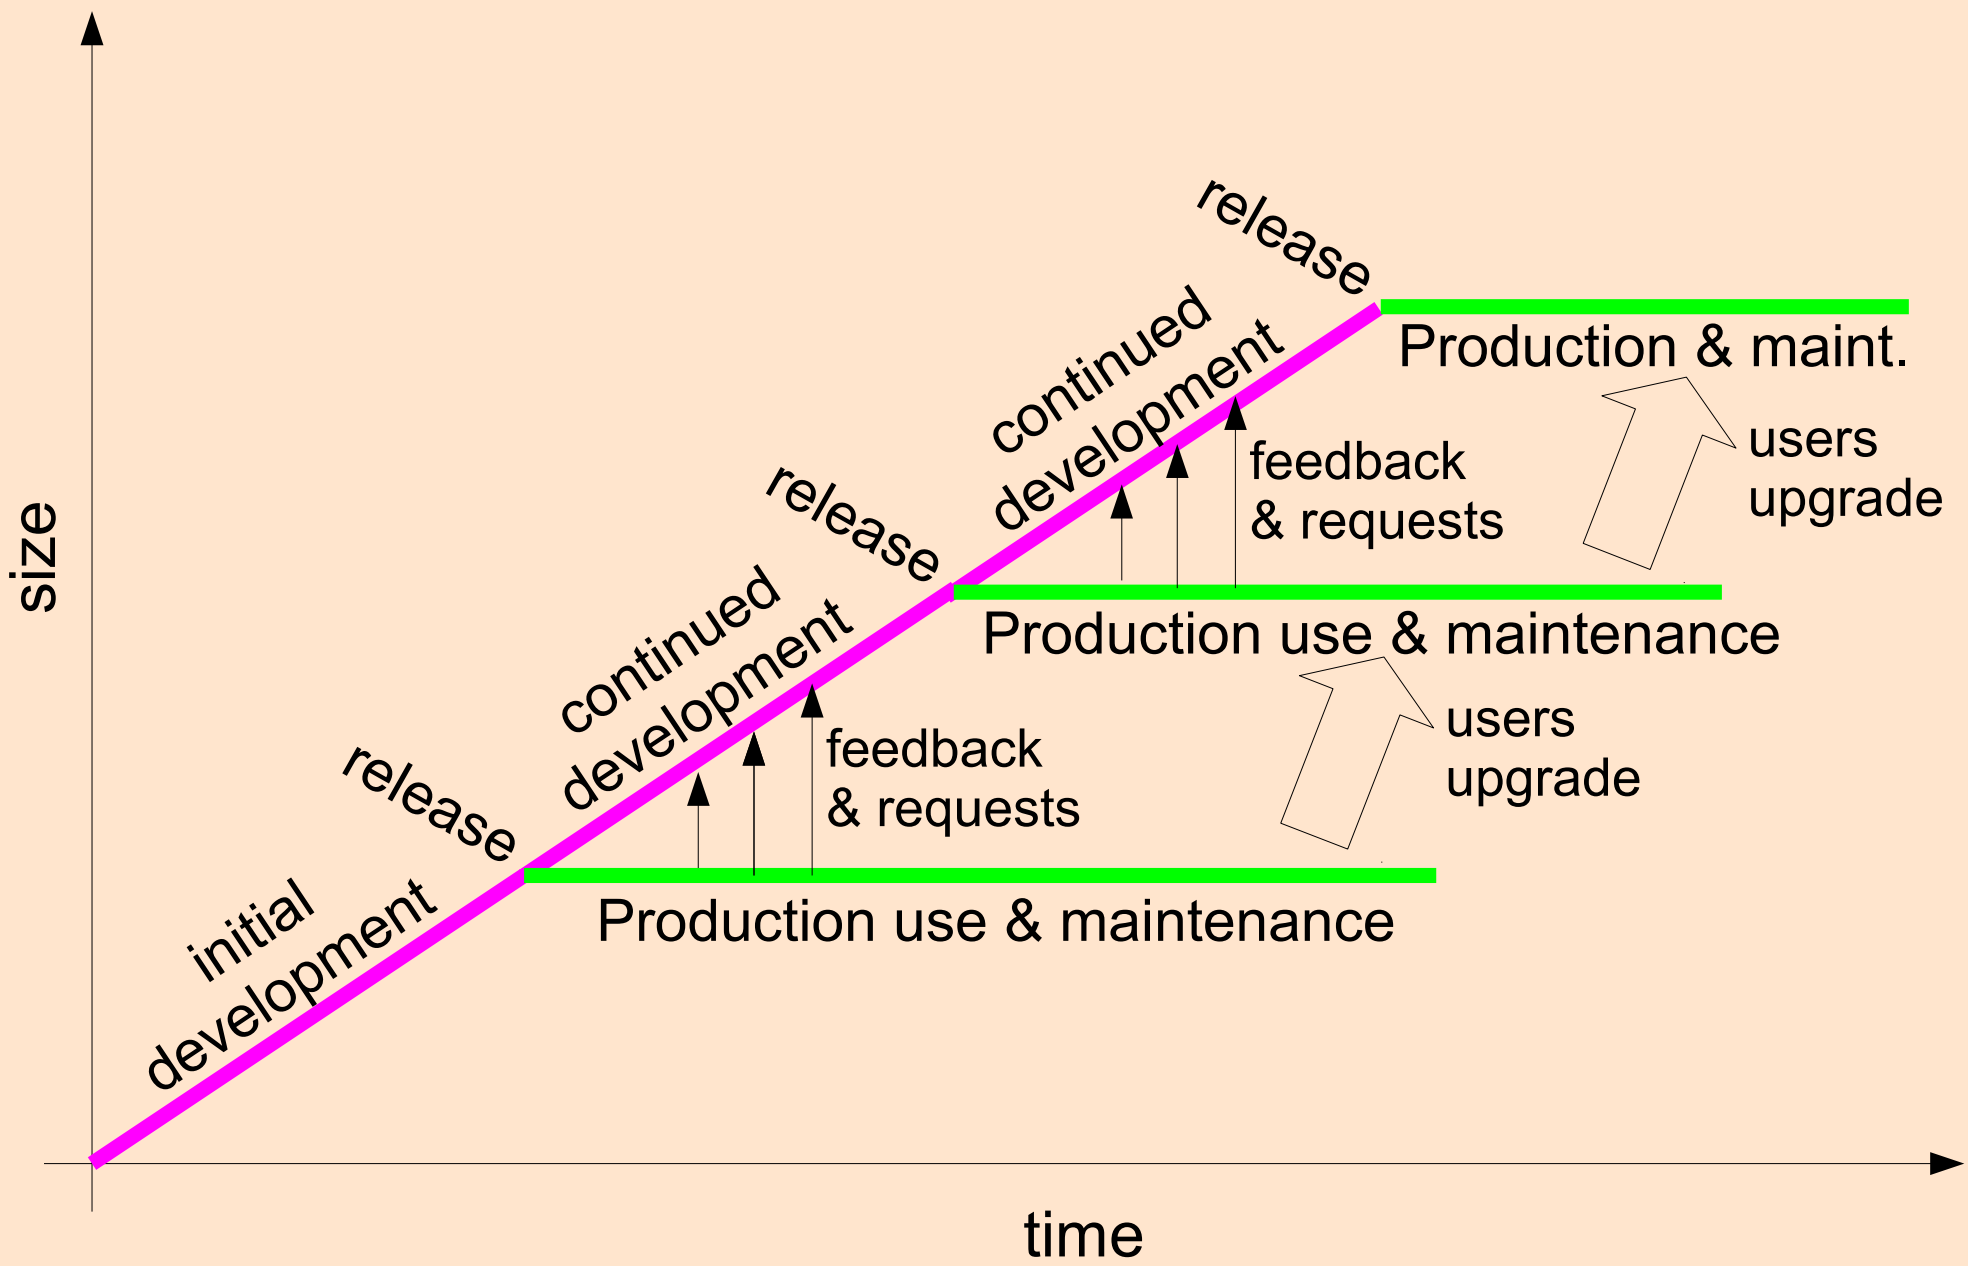 release
continued
development
Production & maint.
users
upgrade
feedback
& requests
release
continued
development
Production use & maintenance
users
upgrade
feedback
& requests
release
initial
development
Production use & maintenance
size
time